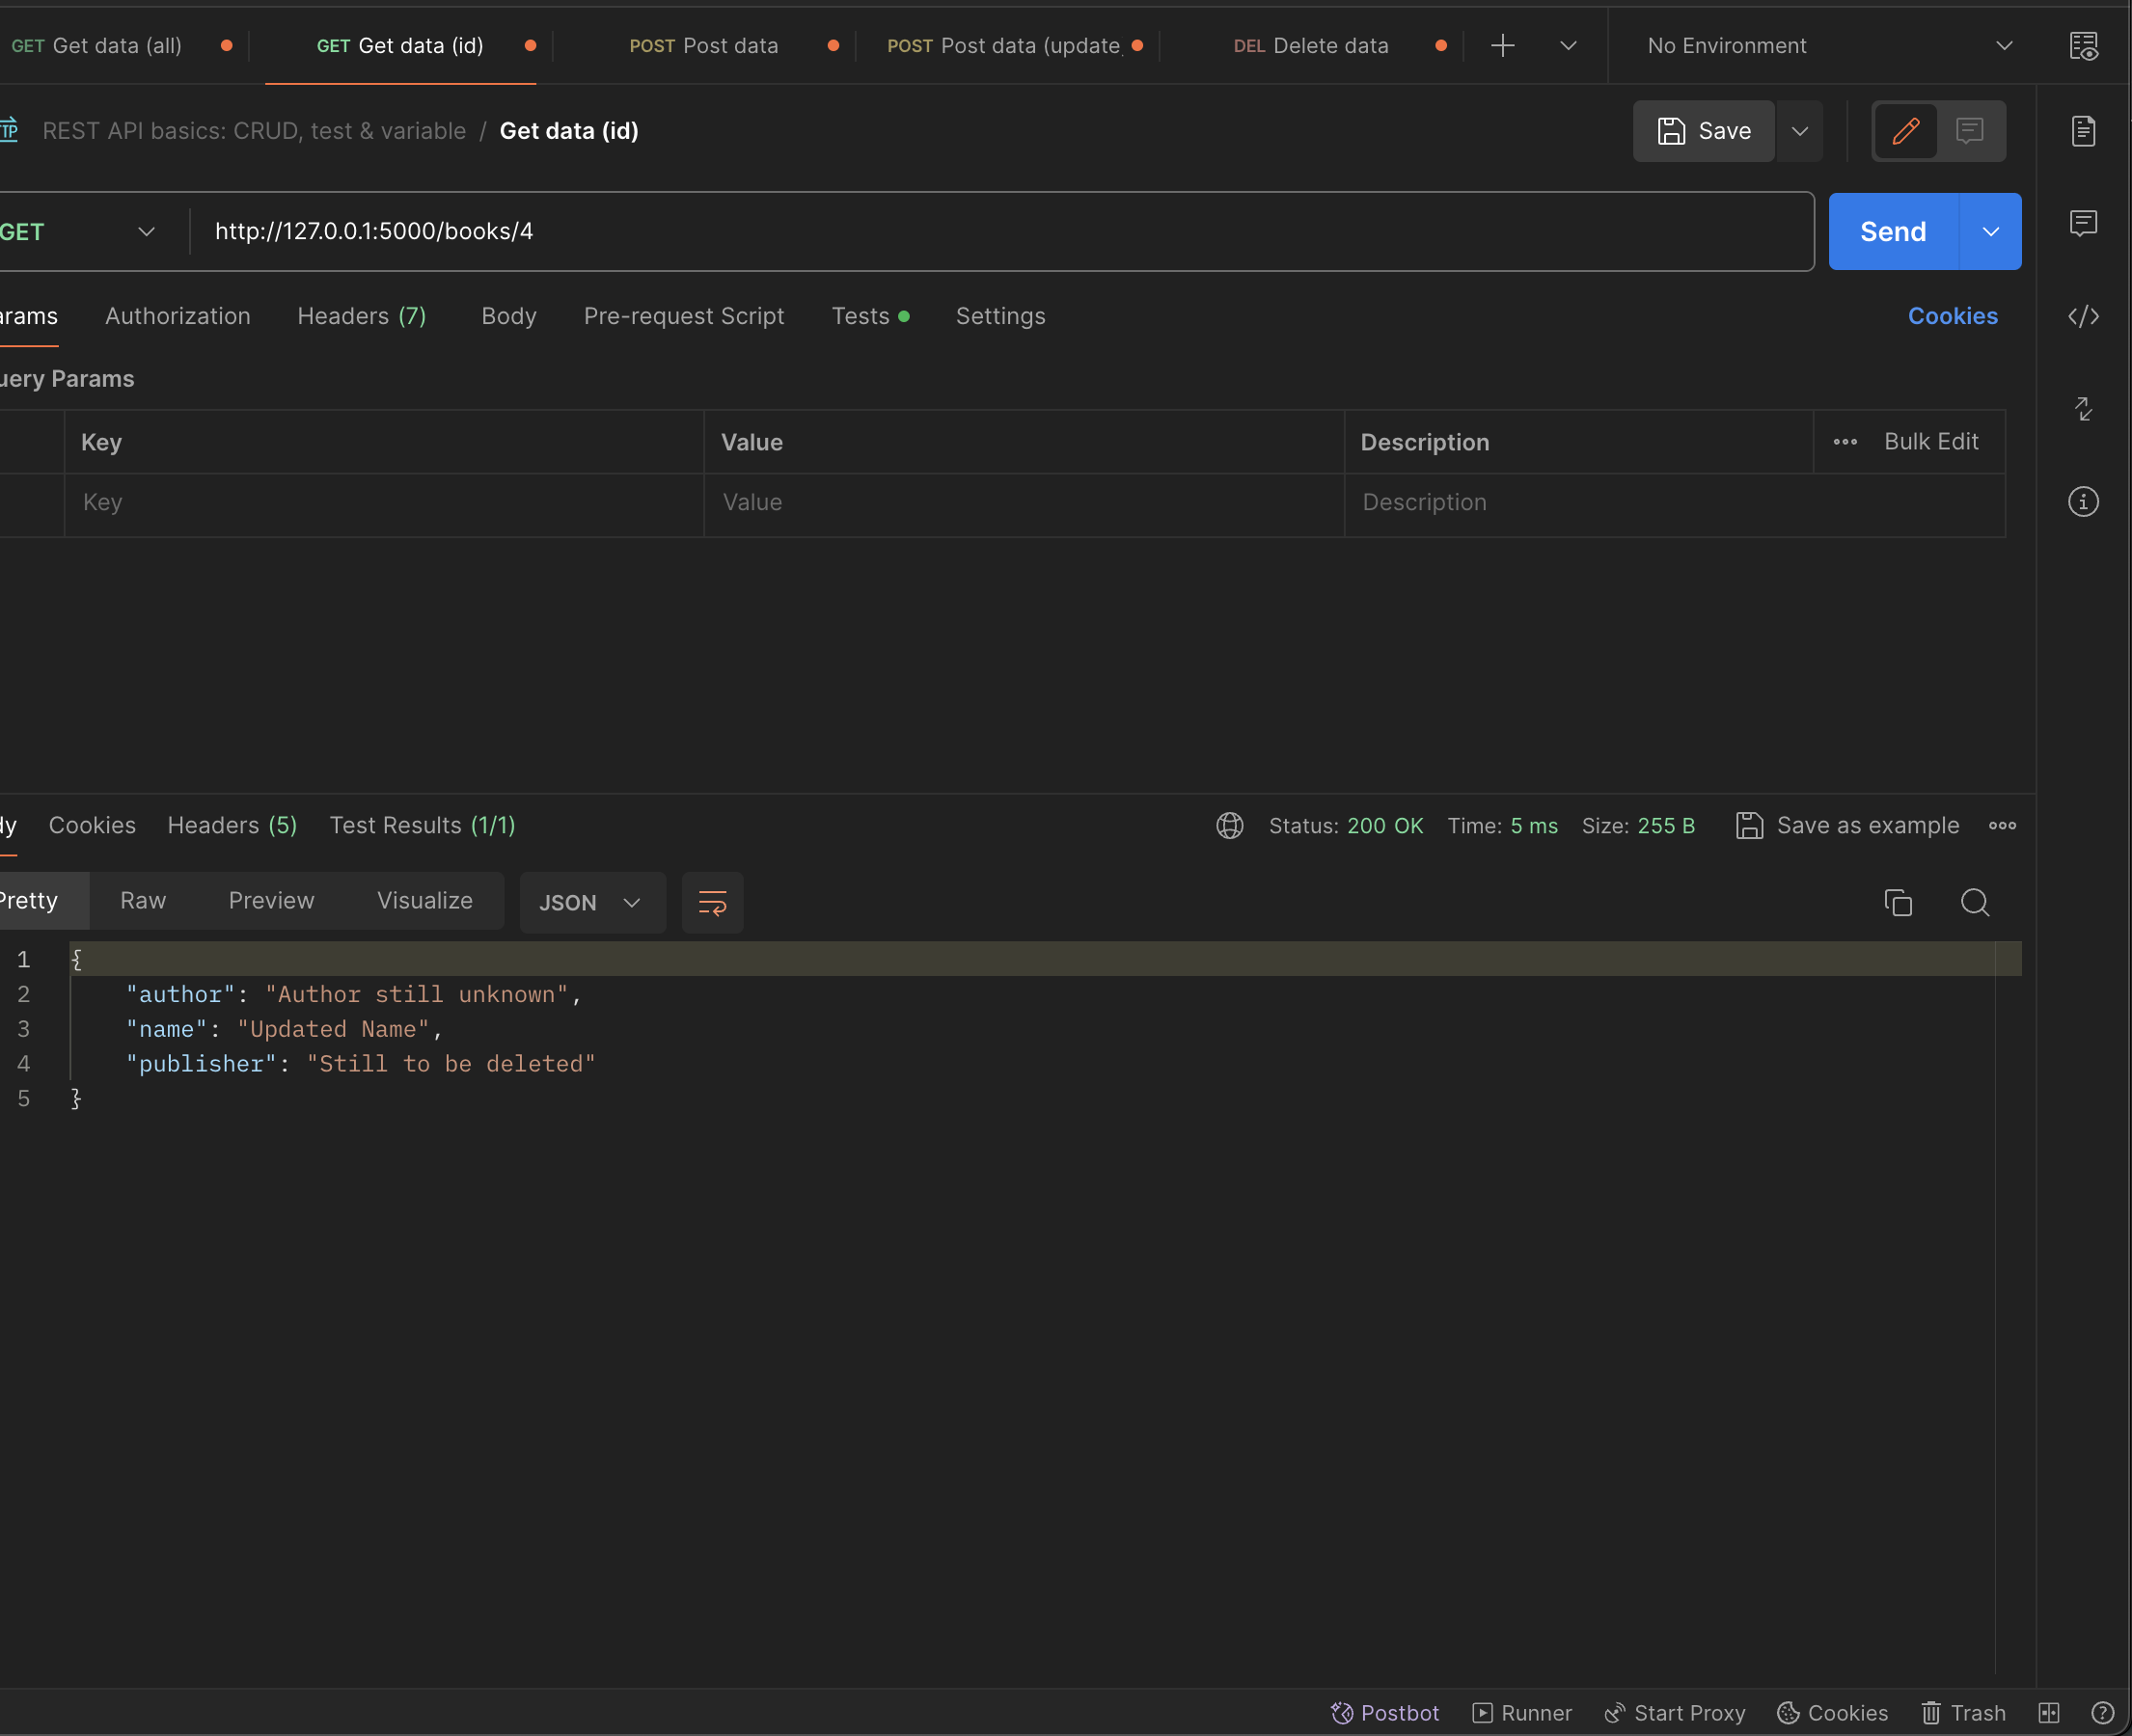 GET Get data (all) GET Get data (id) POST Post data POST Post data (update DEL Delete data No Environment
REST API basics: CRUD, test & variable / Get data (id) Save
GET http://127.0.0.1:5000/books/4 Send
arams Authorization Headers (7) Body Pre-request Script Tests Settings Cookies
uery Params
Key Value Description Bulk Edit
Key Value Description
dy Cookies Headers (5) Test Results (1/1) Status: 200 OK Time: 5 ms Size: 255 B Save as example
Pretty Raw Preview Visualize JSON
1 {
2 "author": "Author still unknown",
3 "name": "Updated Name",
4 "publisher": "Still to be deleted"
5 }
Postbot Runner Start Proxy Cookies Trash